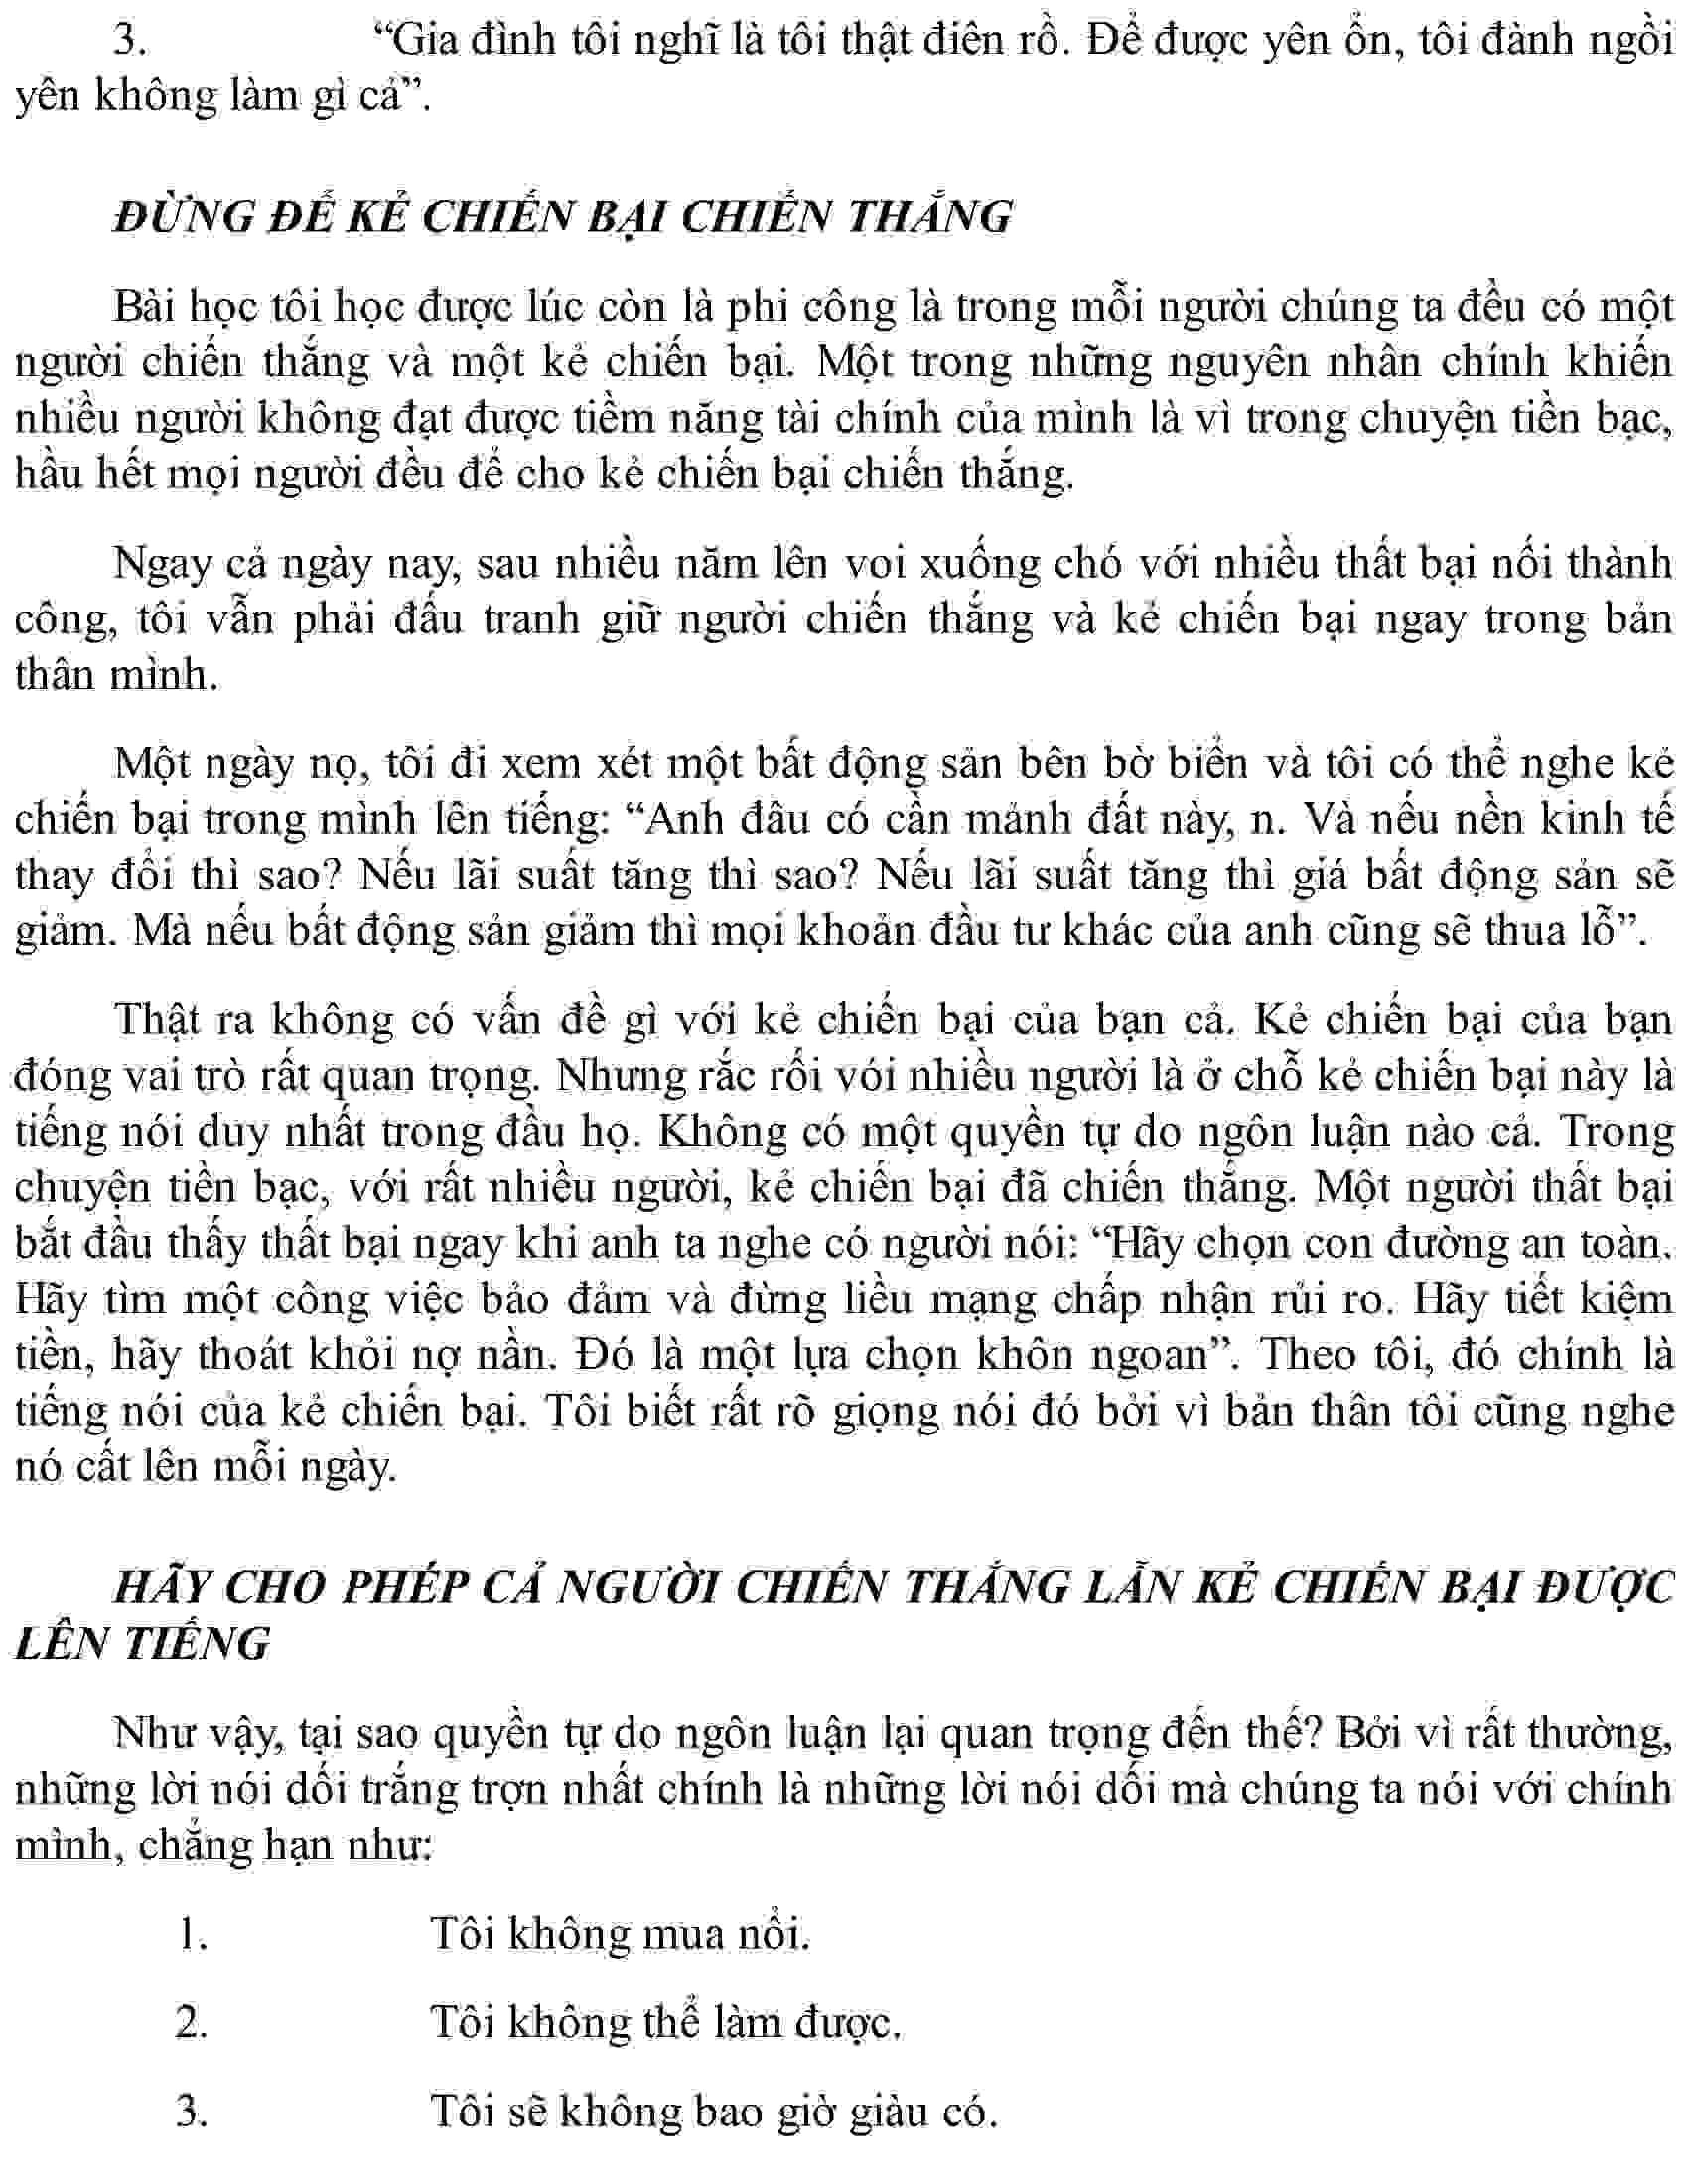 3. “Gia đình tôi nghĩ là tôi thật điên rồ. Để được yên ổn, tôi đành ngồi
yên không làm gì cả”.
ĐỪNG ĐỂ KẺ CHIẾN BẠI CHIẾN THẮNG
Bài học tôi học được lúc còn là phi công là trong mỗi người chúng ta đều có một
người chiến thắng và một kẻ chiến bại. Một trong những nguyên nhân chính khiến
nhiều người không đạt được tiềm năng tài chính của mình là vì trong chuyện tiền bạc,
hầu hết mọi người đều để cho kẻ chiến bại chiến thắng.
Ngay cả ngày nay, sau nhiều năm lên voi xuống chó với nhiều thất bại nối thành
công, tôi vẫn phải đấu tranh giữ người chiến thắng và kẻ chiến bại ngay trong bản
thân mình.
Một ngày nọ, tôi đi xem xét một bất động sản bên bờ biển và tôi có thể nghe kẻ
chiến bại trong mình lên tiếng: “Anh đâu có cần mảnh đất này, n. Và nếu nền kinh tế
thay đổi thì sao? Nếu lãi suất tăng thì sao? Nếu lãi suất tăng thì giá bất động sản sẽ
giảm. Mà nếu bất động sản giảm thì mọi khoản đầu tư khác của anh cũng sẽ thua lỗ”.
Thật ra không có vấn đề gì với kẻ chiến bại của bạn cả. Kẻ chiến bại của bạn
đóng vai trò rất quan trọng. Nhưng rắc rối vói nhiều người là ở chỗ kẻ chiến bại này là
tiếng nói duy nhất trong đầu họ. Không có một quyền tự do ngôn luận nào cả. Trong
chuyện tiền bạc, với rất nhiều người, kẻ chiến bại đã chiến thắng. Một người thất bại
bắt đầu thấy thất bại ngay khi anh ta nghe có người nói: “Hãy chọn con đường an toàn.
Hãy tìm một công việc bảo đảm và đừng liều mạng chấp nhận rủi ro. Hãy tiết kiệm
tiền, hãy thoát khỏi nợ nần. Đó là một lựa chọn khôn ngoan”. Theo tôi, đó chính là
tiếng nói của kẻ chiến bại. Tôi biết rất rõ giọng nói đó bởi vì bản thân tôi cũng nghe
nó cất lên mỗi ngày.
HÃY CHO PHÉP CẢ NGƯỜI CHIẾN THẮNG LẪN KẺ CHIẾN BẠI ĐƯỢC
LÊN TIẾNG
Như vậy, tại sao quyền tự do ngôn luận lại quan trọng đến thế? Bởi vì rất thường,
những lời nói dối trắng trợn nhất chính là những lời nói dối mà chúng ta nói với chính
mình, chẳng hạn như:
1. Tôi không mua nổi.
2. Tôi không thể làm được.
3. Tôi sẽ không bao giờ giàu có.